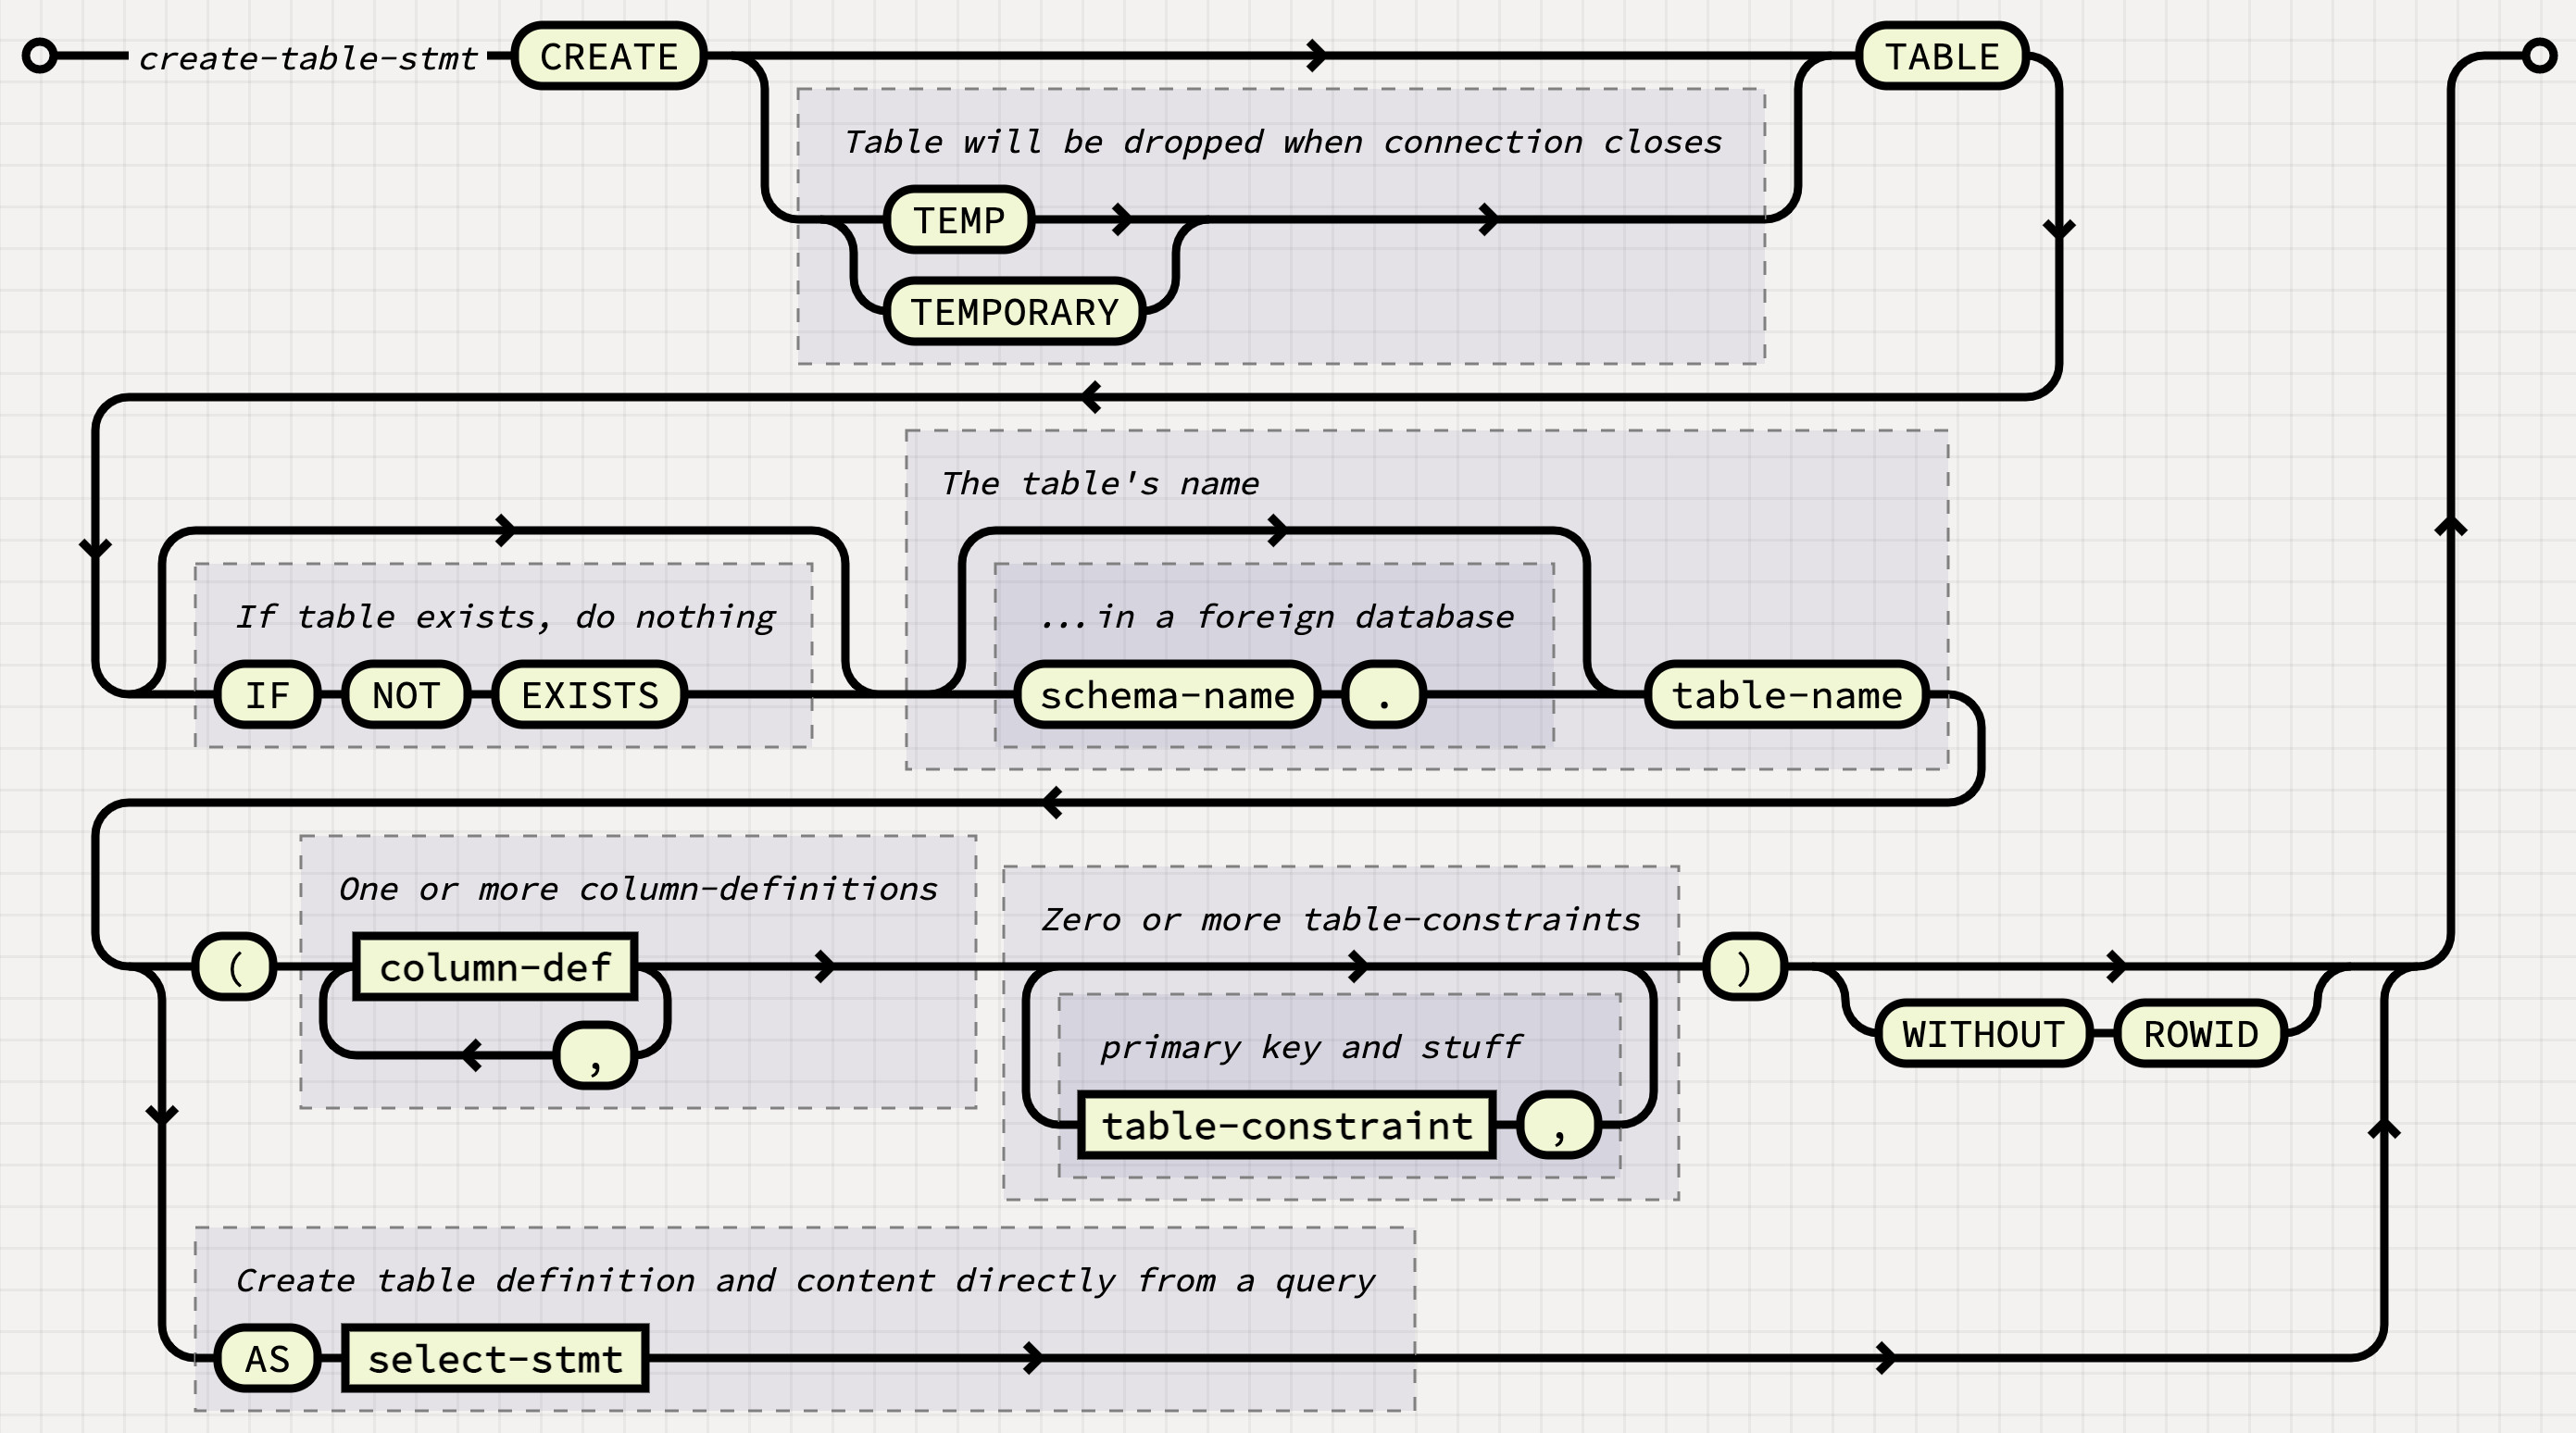 create-table-stmt CREATE TABLE
Table will be dropped when connection closes
TEMP
TEMPORARY
The table's name
If table exists, do nothing
...in a foreign database
IF NOT EXISTS schema-name . table-name
One or more column-definitions
Zero or more table-constraints
( column-def )
,
WITHOUT ROWID
primary key and stuff
table-constraint ,
Create table definition and content directly from a query
AS select-stmt